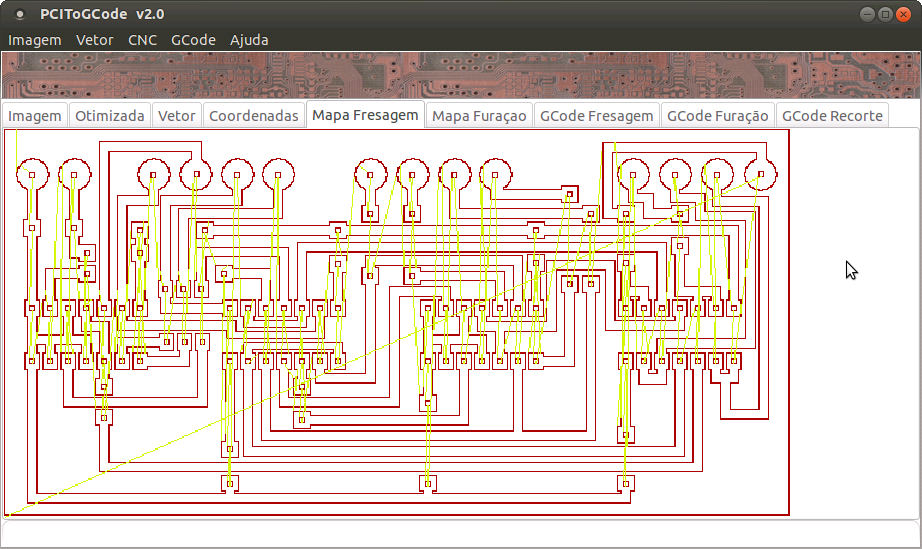 PCIToGCode v2.0
Imagem Vetor CNC GCode Ajuda
Imagem Otimizada Vetor Coordenadas Mapa Fresagem Mapa Furaçao GCode Fresagem GCode Furação GCode Recorte